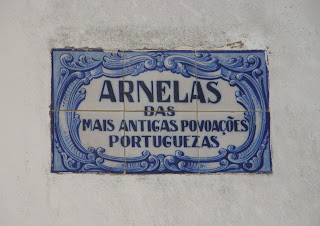 ARNELAS
DAS
MAIS ANTIGAS POVOAÇÕES
PORTUGUEZAS